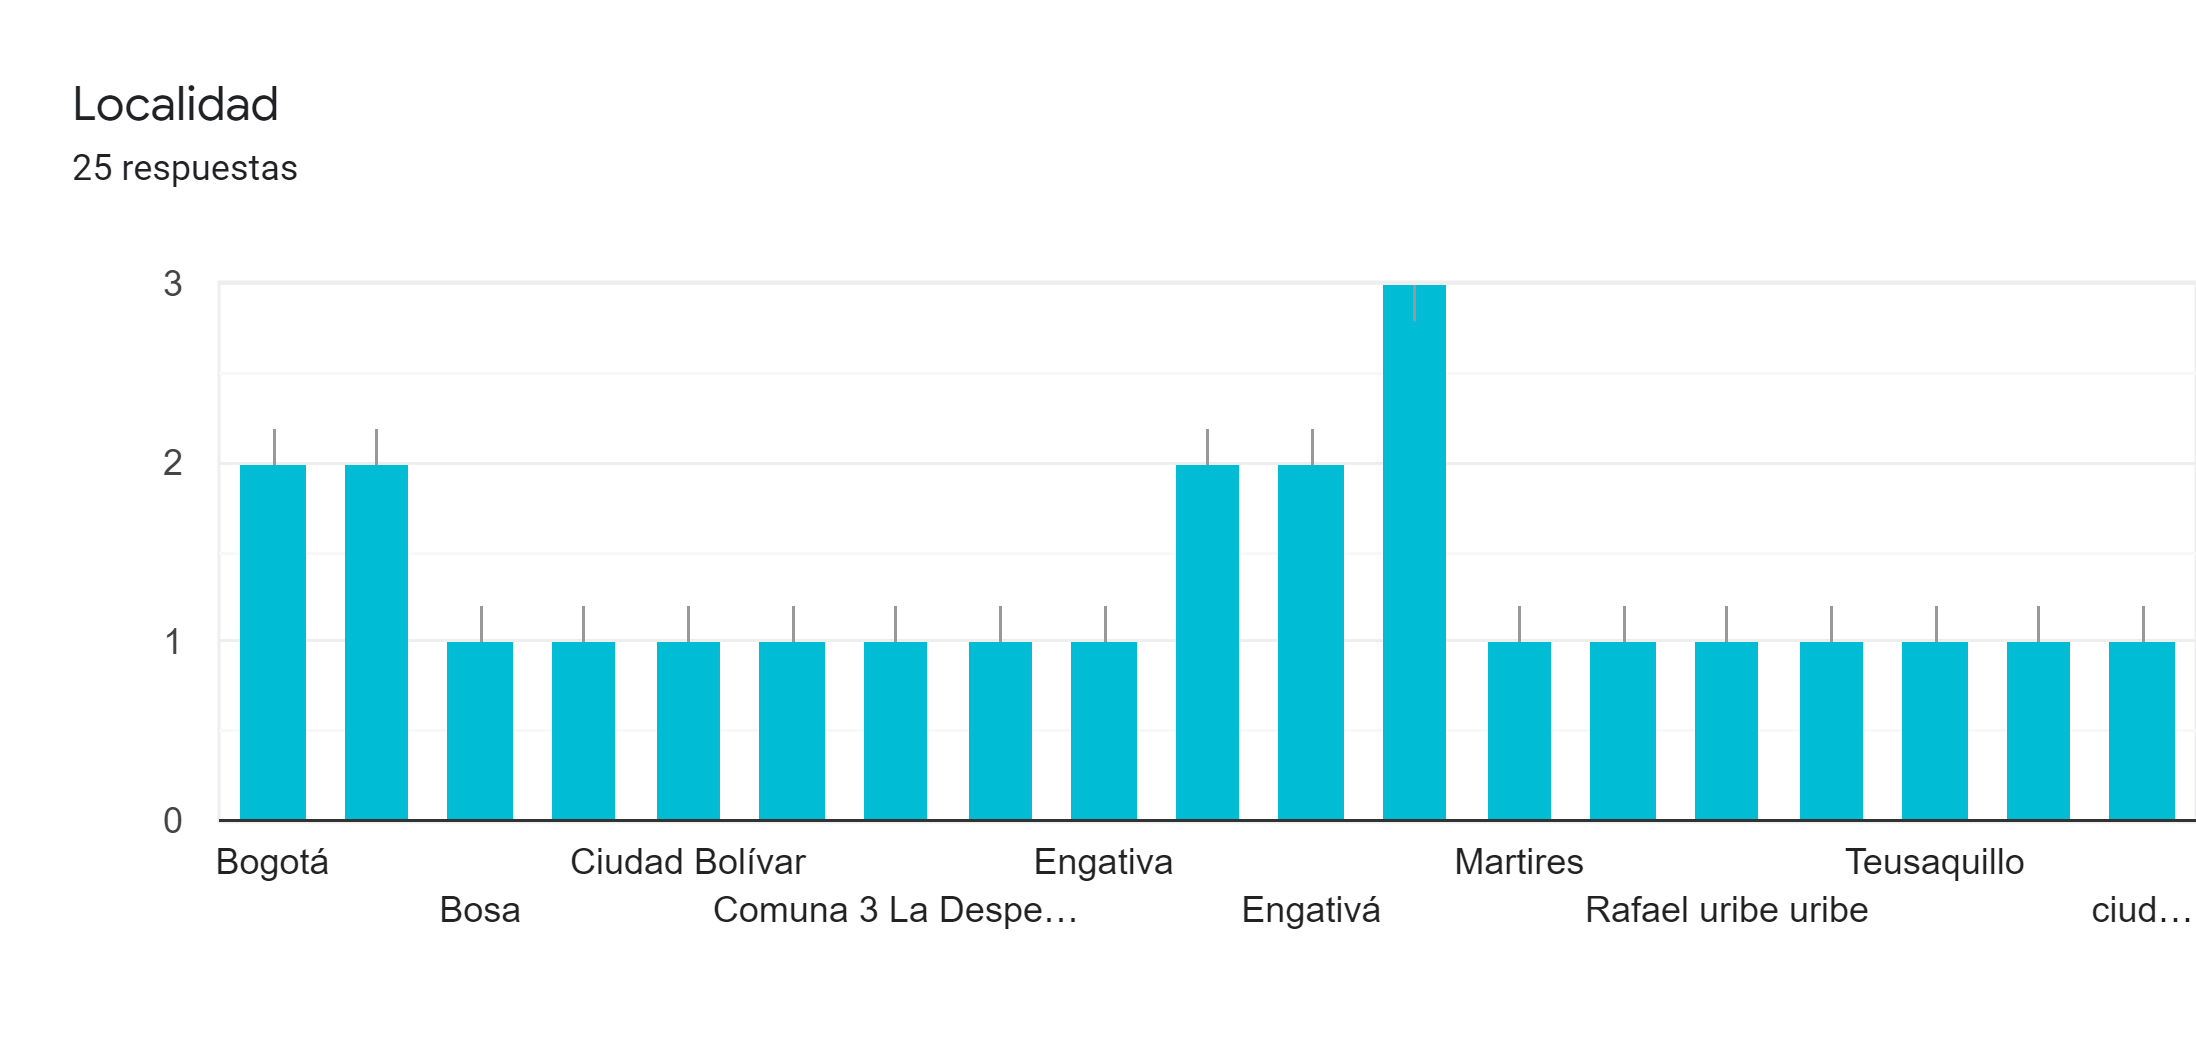 Localidad
25 respuestas
3
2
1
0
Bogotá
Ciudad Bolívar
Engativa
Martires
Teusaquillo
Bosa
Comuna 3 La Despe…
Engativá
Rafael uribe uribe
ciud…